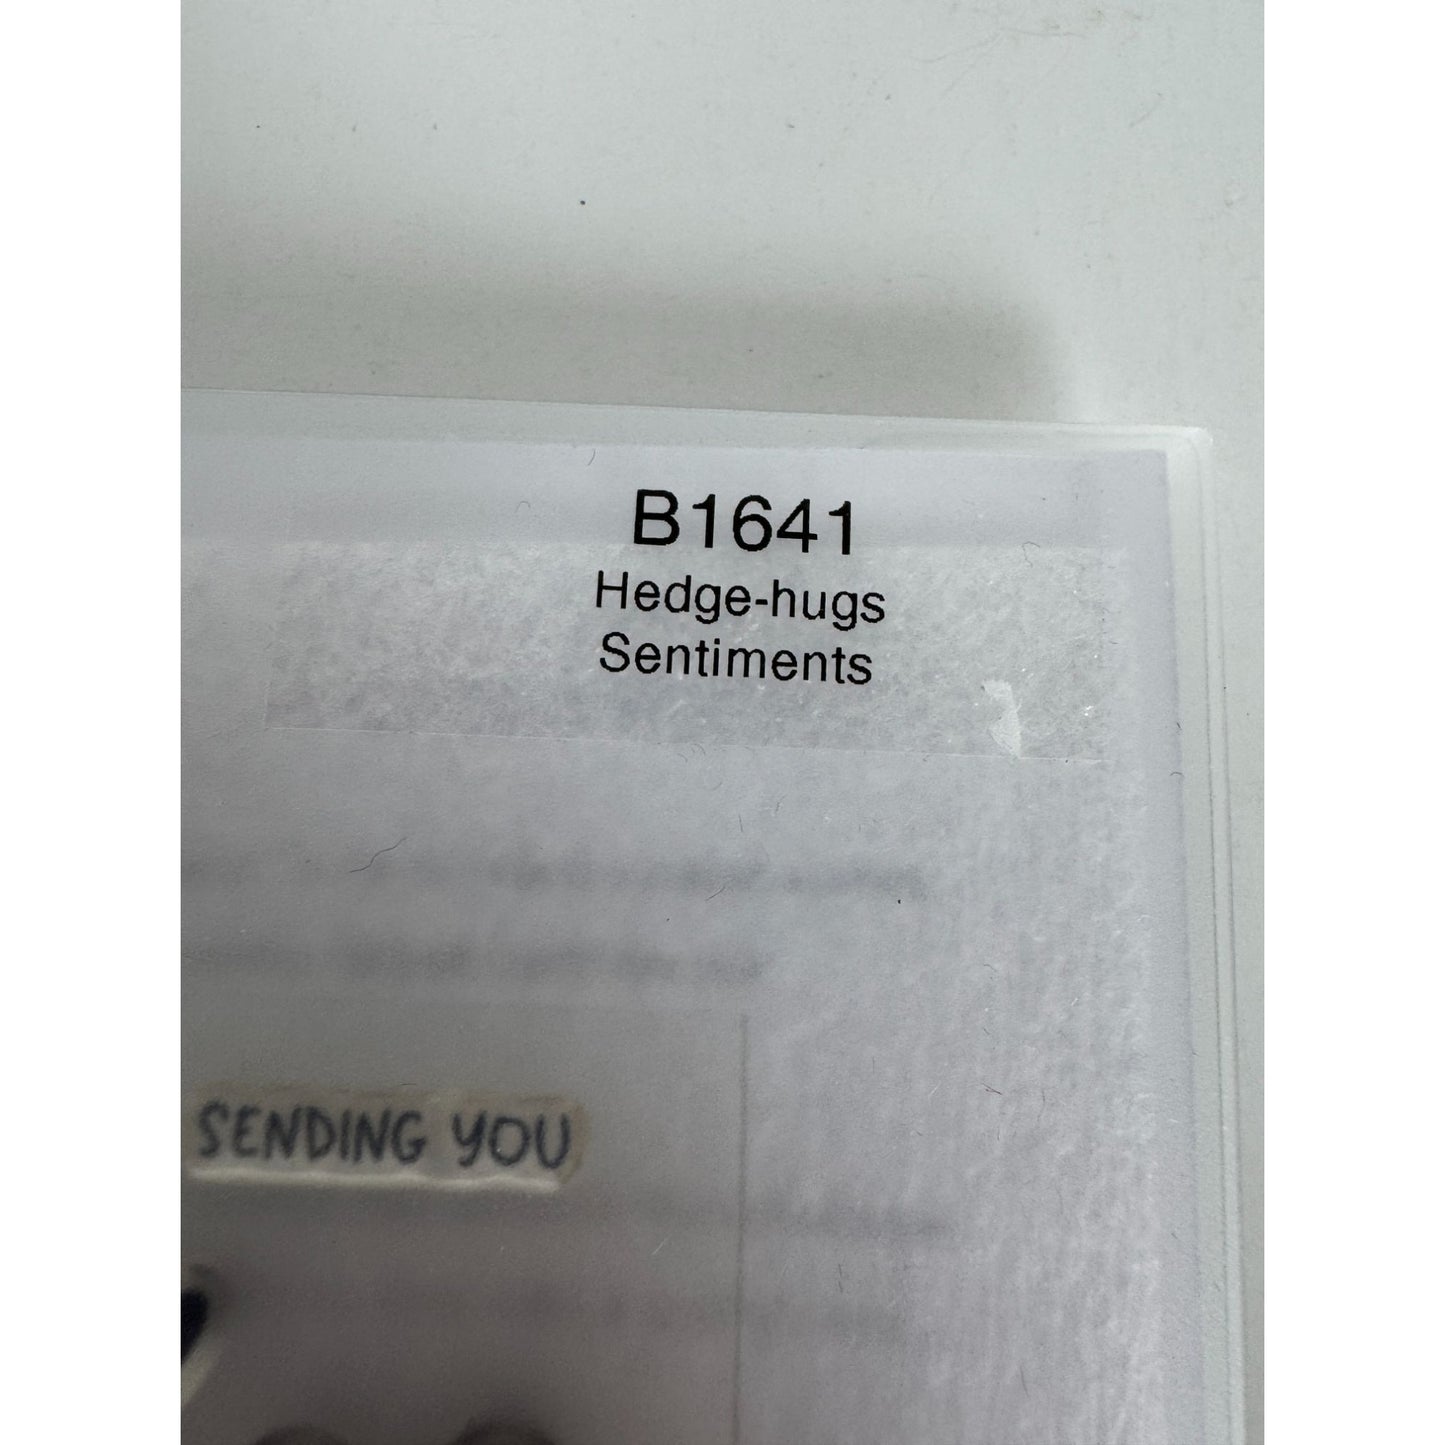 B1641
Hedge-hugs
Sentiments
SENDING YOU